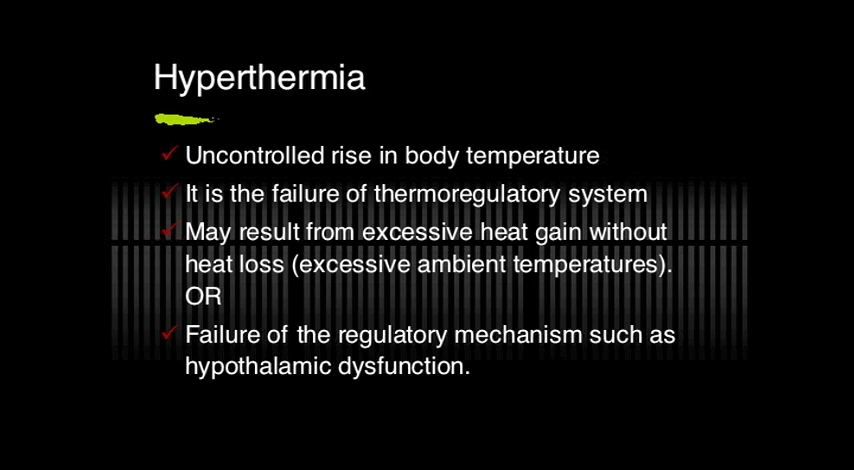 Hyperthermia
Uncontrolled rise in body temperature
It is the failure of thermoregulatory system
May result from excessive heat gain without
heat loss (excessive ambient temperatures).
OR
Failure of the regulatory mechanism such as
hypothalamic dysfunction.